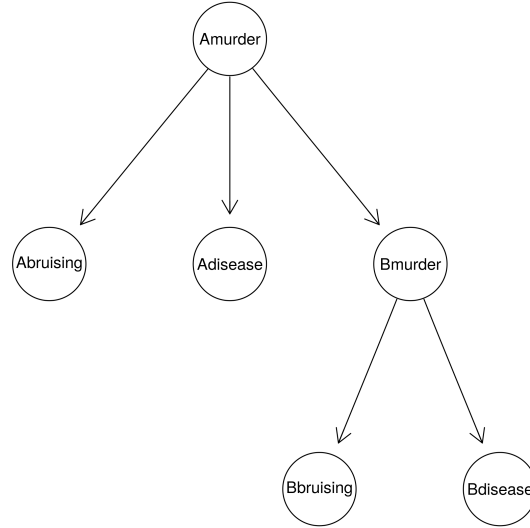 Amurder
Abruising
Adisease
Bmurder
Bbruising
Bdisease